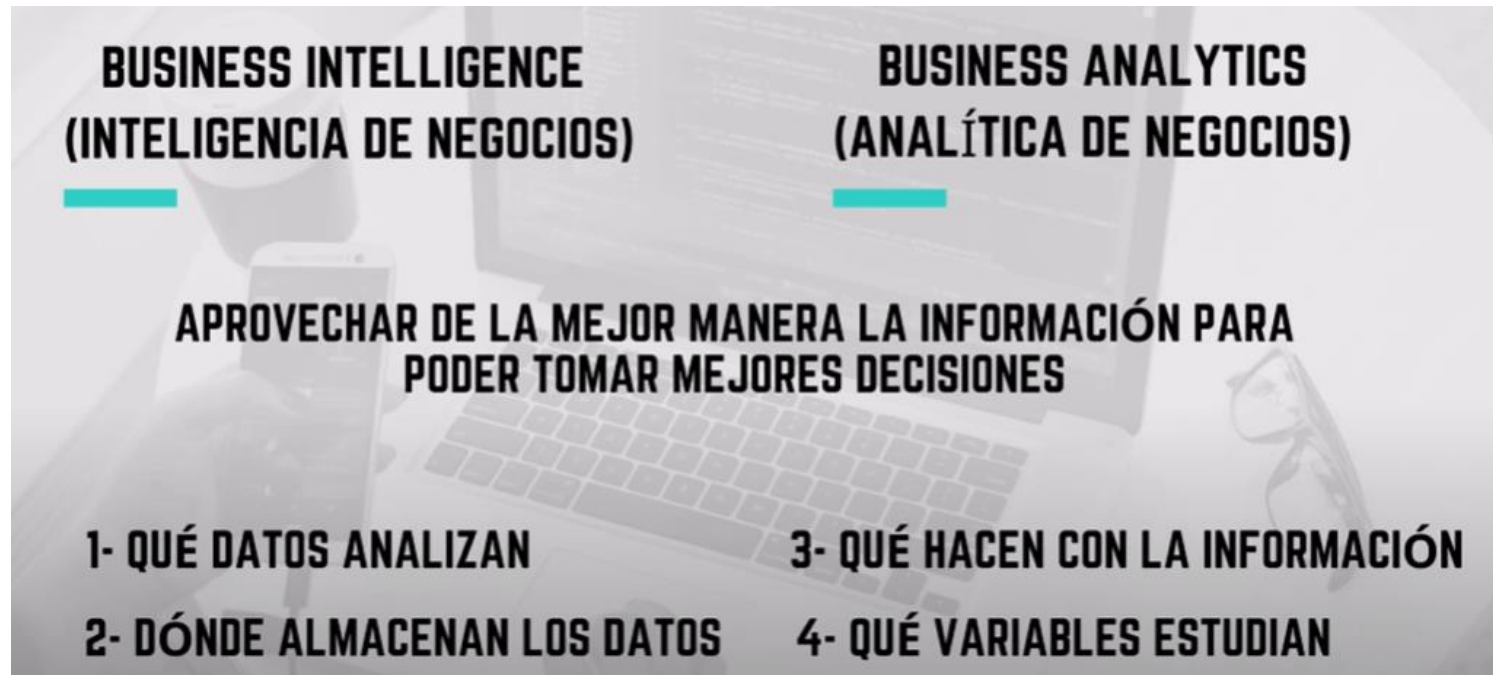 BUSINESS INTELLIGENCE
(INTELIGENCIA DE NEGOCIOS)
BUSINESS ANALYTICS
(ANALÍTICA DE NEGOCIOS)
APROVECHAR DE LA MEJOR MANERA LA INFORMACIÓN PARA
PODER TOMAR MEJORES DECISIONES
1- QUÉ DATOS ANALIZAN
2- DÓNDE ALMACENAN LOS DATOS
3- QUÉ HACEN CON LA INFORMACIÓN
4- QUÉ VARIABLES ESTUDIAN